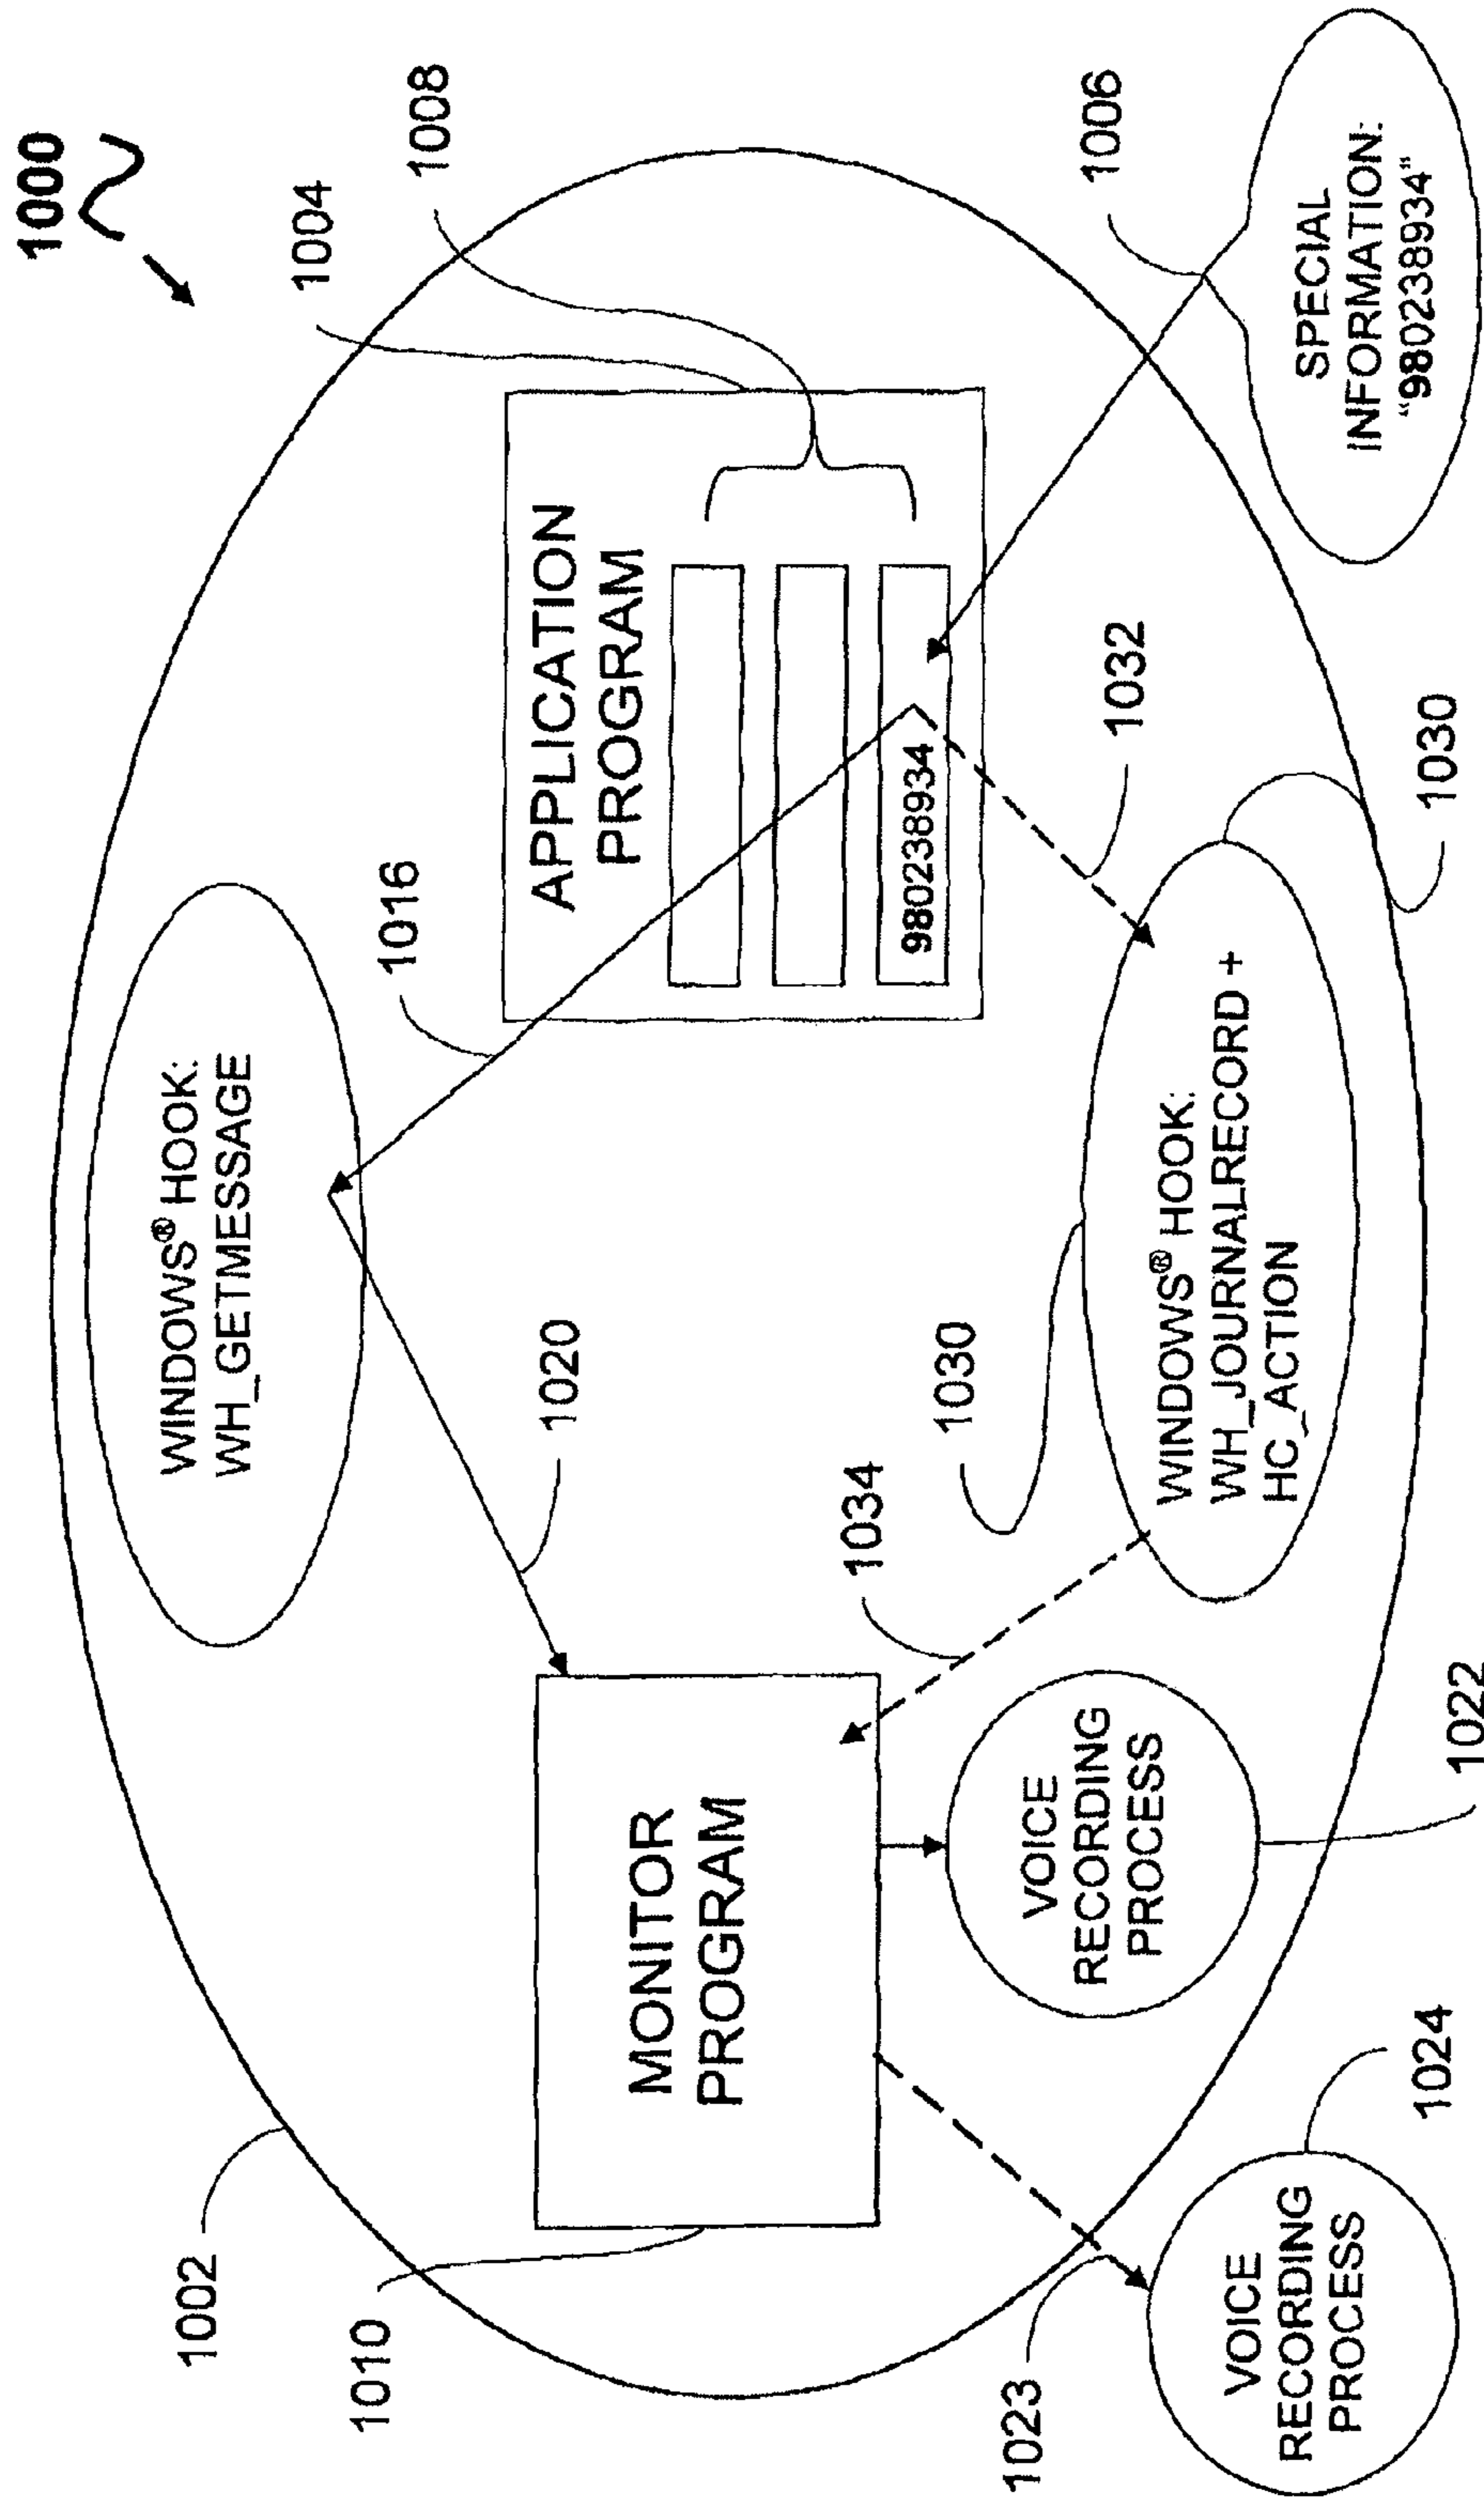 1000
1002
1010
1004
1008
1016
WINDOWS® HOOK:
WH_GETMESSAGE
1020
APPLICATION
PROGRAM
980238934
MONITOR
PROGRAM
1034
1030
1032
1006
VOICE
RECORDING
PROCESS
WINDOWS® HOOK:
WH_JOURNALRECORD +
HC_ACTION
1023
VOICE
RECORDING
PROCESS
1024
1022
1030
SPECIAL
INFORMATION:
“980238934“